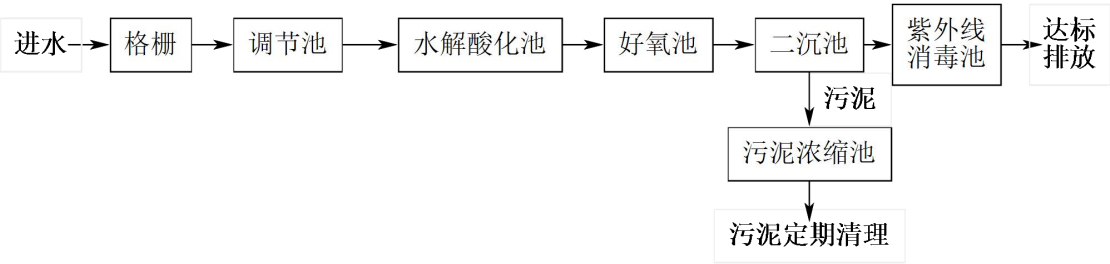 进水
格栅
调节池
水解酸化池
好氧池
二沉池
紫外线
消毒池
达标
排放
污泥
污泥浓缩池
污泥定期清理